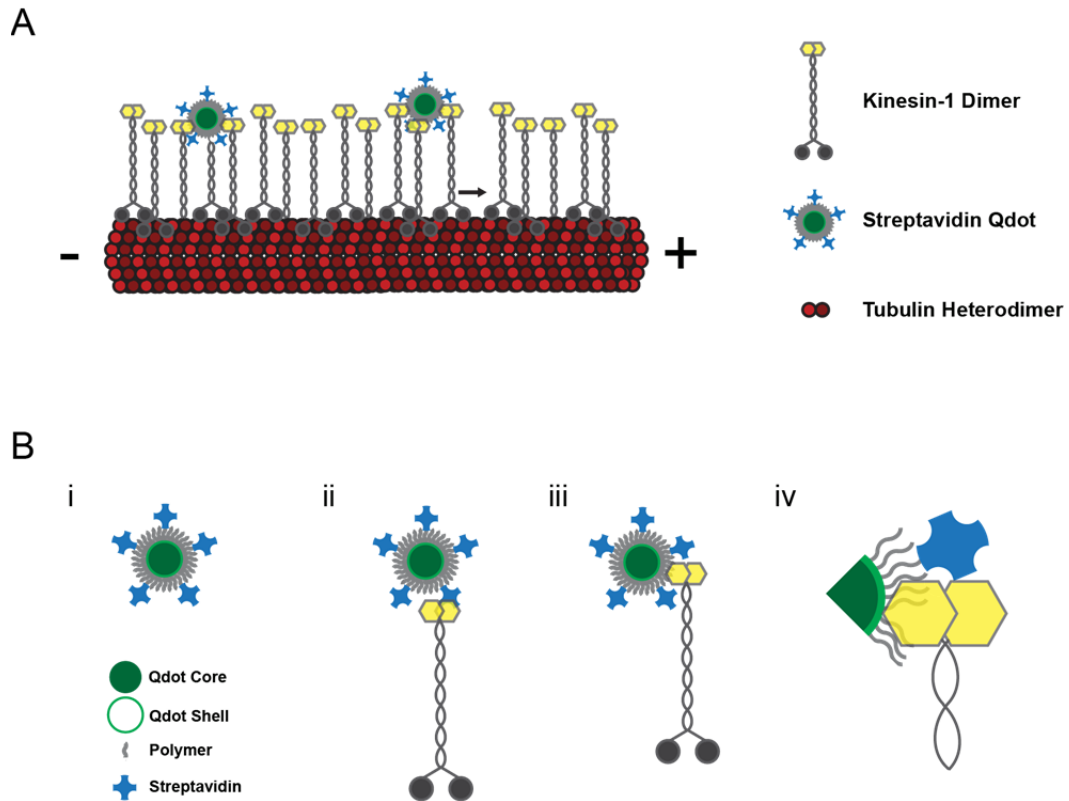 A
Kinesin-1 Dimer
Streptavidin Qdot
- +
Tubulin Heterodimer
B
i ii iii iv
Qdot Core
Qdot Shell
Polymer
Streptavidin